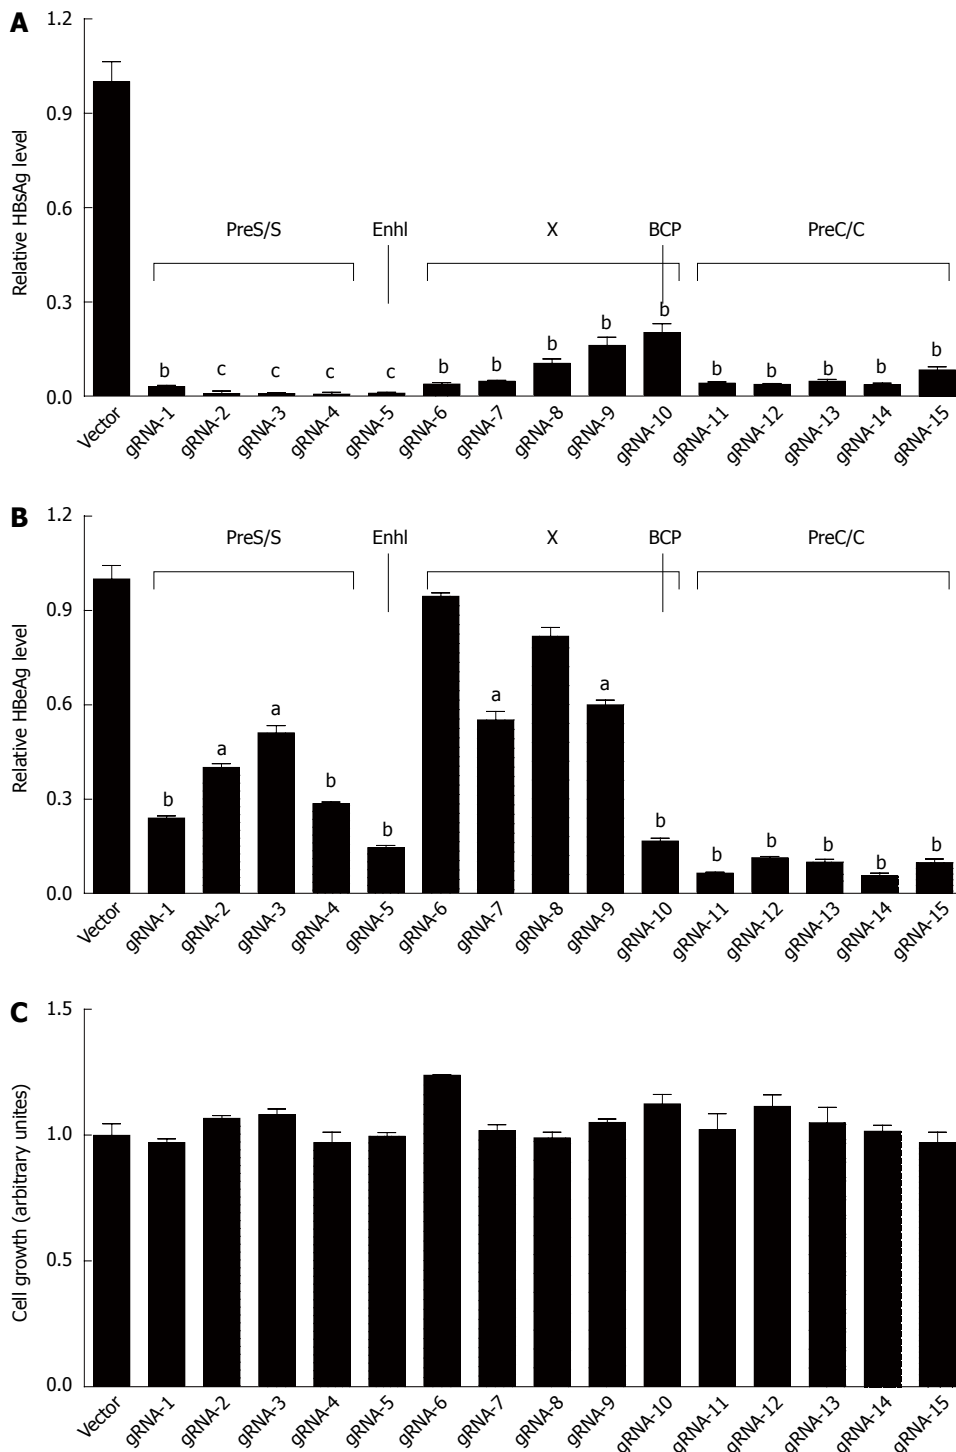 A
1.2
0.9
0.6
0.3
0.0
Relative HBsAg level
PreS/S
EnhI
X
BCP
PreC/C
b
c
c
c
c
b
b
b
b
b
b
b
b
b
b
Vector
gRNA-1
gRNA-2
gRNA-3
gRNA-4
gRNA-5
gRNA-6
gRNA-7
gRNA-8
gRNA-9
gRNA-10
gRNA-11
gRNA-12
gRNA-13
gRNA-14
gRNA-15
B
1.2
0.9
0.6
0.3
0.0
Relative HBeAg level
PreS/S
EnhI
X
BCP
PreC/C
b
a
a
b
b
a
a
b
b
b
b
b
b
Vector
gRNA-1
gRNA-2
gRNA-3
gRNA-4
gRNA-5
gRNA-6
gRNA-7
gRNA-8
gRNA-9
gRNA-10
gRNA-11
gRNA-12
gRNA-13
gRNA-14
gRNA-15
C
1.5
1.0
0.5
0.0
Cell growth (arbitrary unites)
Vector
gRNA-1
gRNA-2
gRNA-3
gRNA-4
gRNA-5
gRNA-6
gRNA-7
gRNA-8
gRNA-9
gRNA-10
gRNA-11
gRNA-12
gRNA-13
gRNA-14
gRNA-15